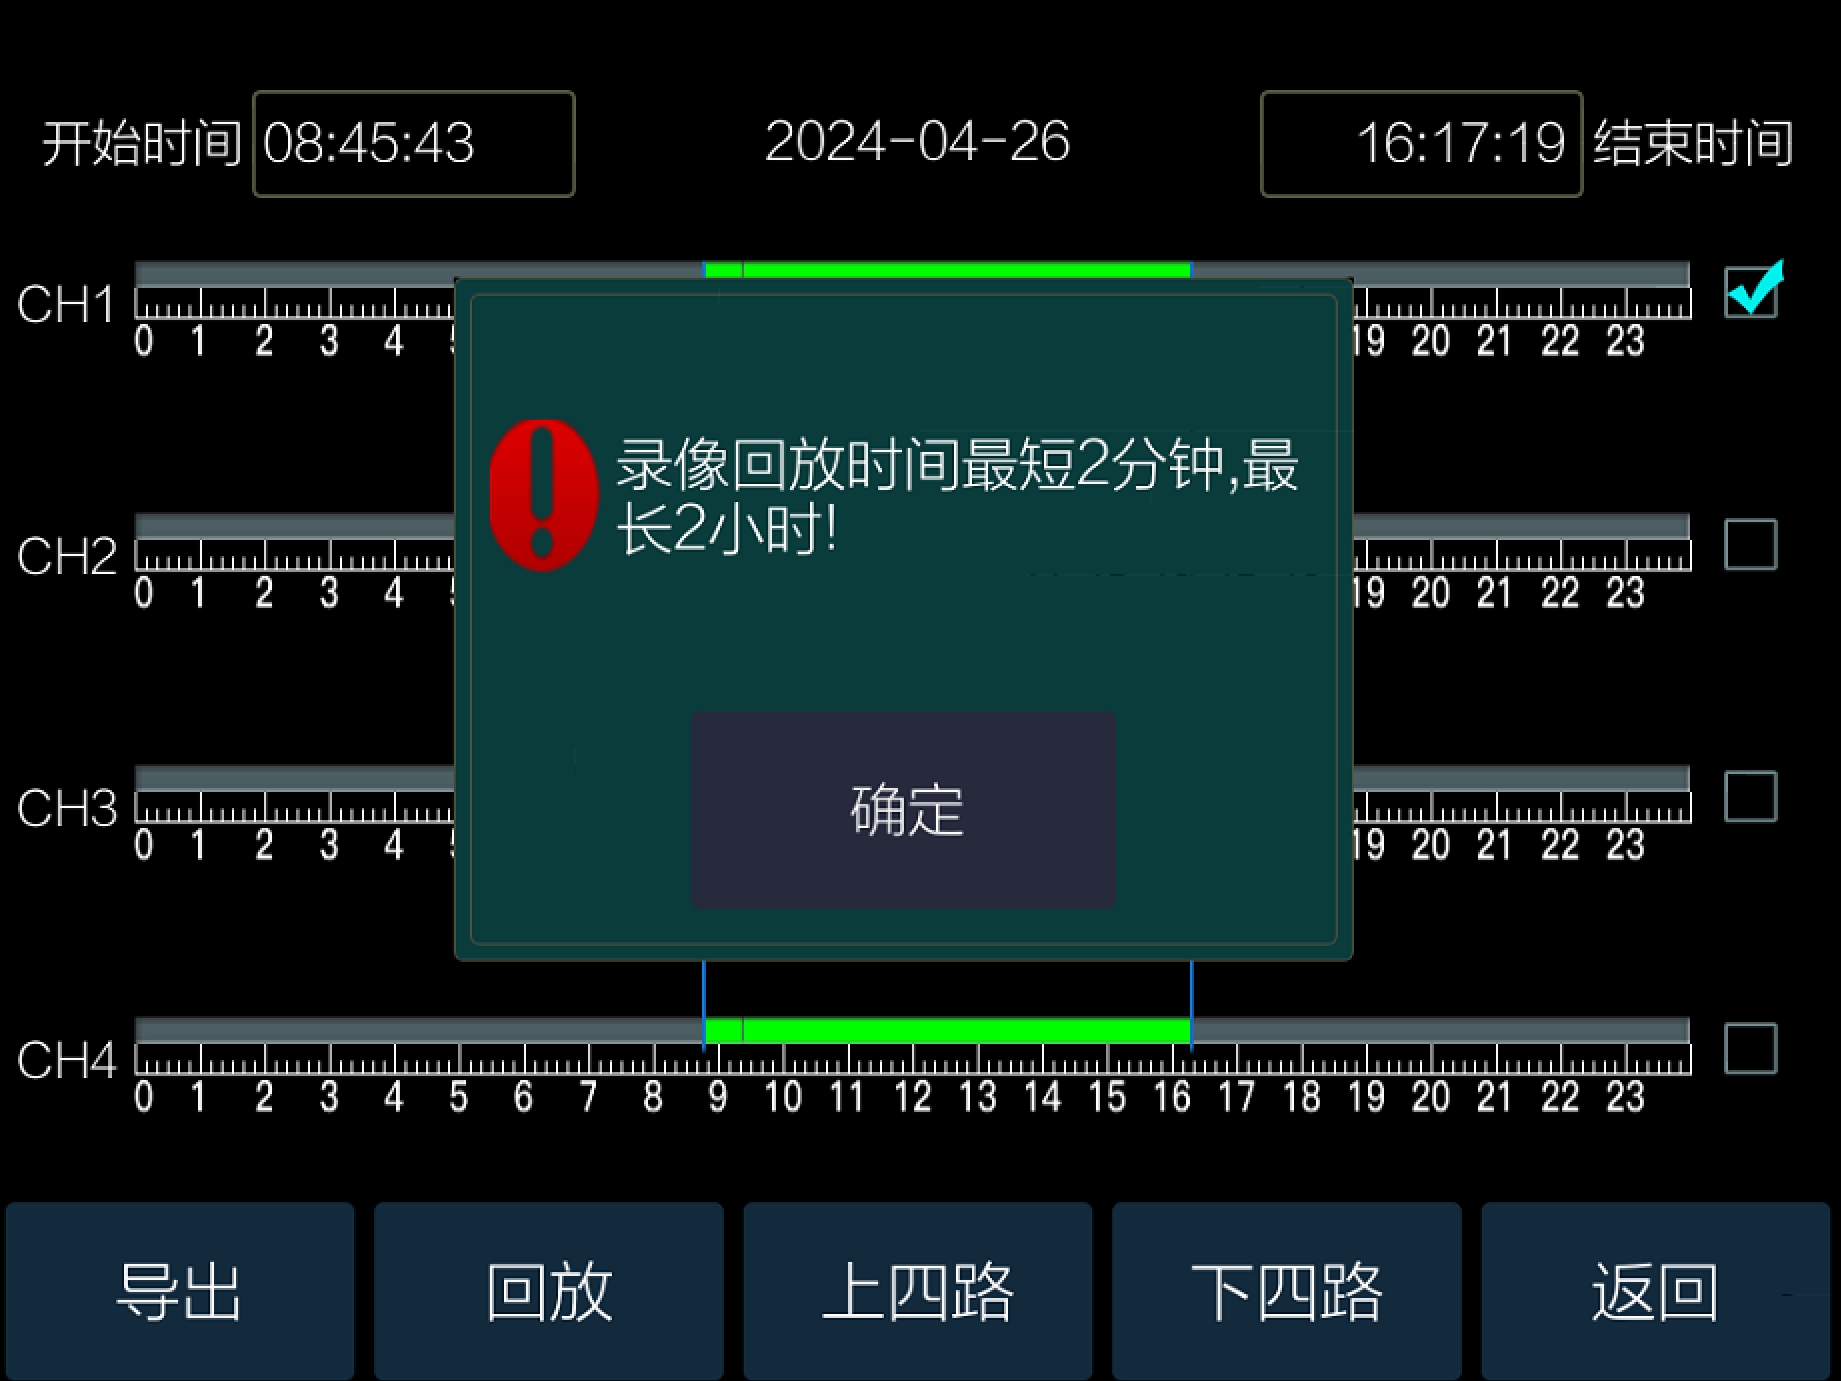 开始时间 08:45:43 2024-04-26 16:17:19 结束时间
CH1
0 1 2 3 4 19 20 21 22 23
录像回放时间最短2分钟,最
长2小时!
CH2
0 1 2 3 4 19 20 21 22 23
CH3
0 1 2 3 4 19 20 21 22 23
确定
CH4
0 1 2 3 4 5 6 7 8 9 10 11 12 13 14 15 16 17 18 19 20 21 22 23
导出 回放 上四路 下四路 返回